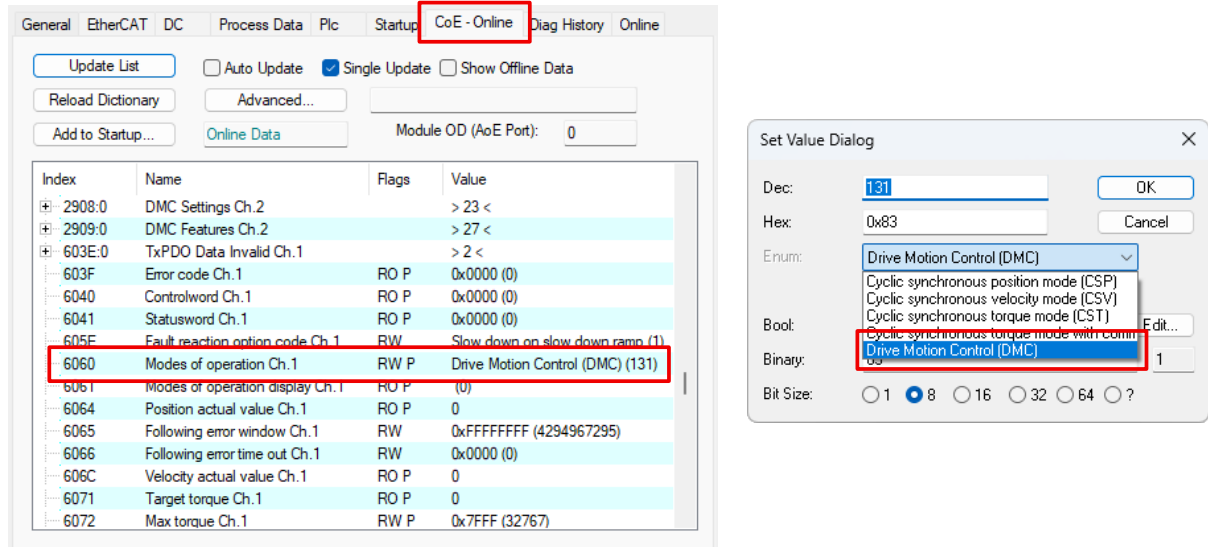 General EtherCAT DC Process Data Plc Startup CoE - Online Diag History Online
Update List Auto Update Single Update Show Offline Data
Reload Dictionary Advanced...
Add to Startup... Online Data Module OD (AoE Port): 0
Index Name Flags Value
2908:0 DMC Settings Ch.2 > 23 <
2909:0 DMC Features Ch.2 > 27 <
603E:0 TxPDO Data Invalid Ch.1 > 2 <
603F Error code Ch.1 RO P 0x0000 (0)
6040 Controlword Ch.1 RO P 0x0000 (0)
6041 Statusword Ch.1 RO P 0x0000 (0)
605E Fault reaction option code Ch.1 RW Slow down on slow down ramp (1)
6060 Modes of operation Ch.1 RW P Drive Motion Control (DMC) (131)
6061 Modes of operation display Ch.1 RO P (0)
6064 Position actual value Ch.1 RO P 0
6065 Following error window Ch.1 RW 0xFFFFFFFF (4294967295)
6066 Following error time out Ch.1 RW 0x0000 (0)
606C Velocity actual value Ch.1 RO P 0
6071 Target torque Ch.1 RO P 0
6072 Max torque Ch.1 RW P 0x7FFF (32767)
Set Value Dialog
Dec: 131 OK
Hex: 0x83 Cancel
Enum: Drive Motion Control (DMC)
Cyclic synchronous position mode (CSP)
Cyclic synchronous velocity mode (CSV)
Cyclic synchronous torque mode (CST)
Bool: Cyclic synchronous torque mode with comm Edit...
Drive Motion Control (DMC)
Binary: 1
Bit Size: 1 8 16 32 64 ?